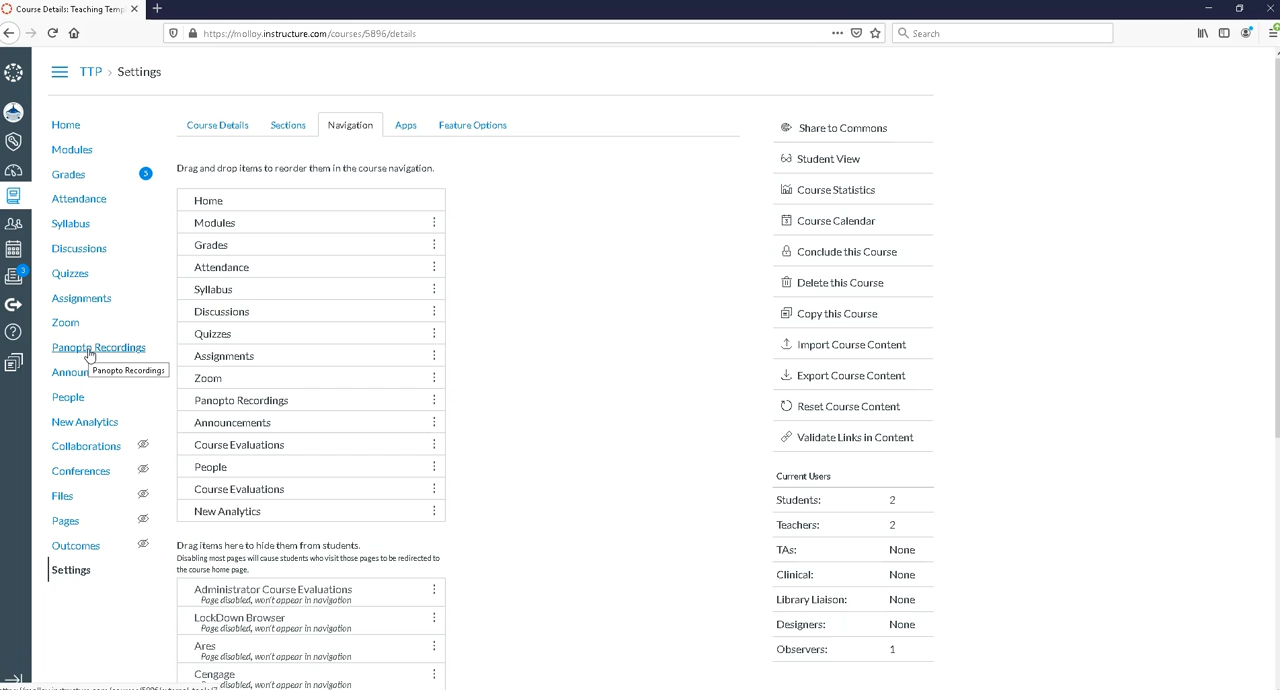 Course Details: Teaching Temp
https://molloy.instructure.com/courses/5896/details
Search
TTP › Settings
Home
Modules
Grades
5
Attendance
Syllabus
Discussions
Quizzes
Assignments
Zoom
Panopto Recordings
Panopto Recordings
Announ
People
New Analytics
Collaborations
Conferences
Files
Pages
Outcomes
Settings
3
Course Details
Sections
Navigation
Apps
Feature Options
Drag and drop items to reorder them in the course navigation.
Home
Modules
Grades
Attendance
Syllabus
Discussions
Quizzes
Assignments
Zoom
Panopto Recordings
Announcements
Course Evaluations
People
Course Evaluations
New Analytics
Drag items here to hide them from students.
Disabling most pages will cause students who visit those pages to be redirected to
the course home page.
Administrator Course Evaluations
Page disabled, won't appear in navigation
LockDown Browser
Page disabled, won't appear in navigation
Ares
Page disabled, won't appear in navigation
Cengage
Page disabled, won't appear in navigation
Share to Commons
Student View
Course Statistics
Course Calendar
Conclude this Course
Delete this Course
Copy this Course
Import Course Content
Export Course Content
Reset Course Content
Validate Links in Content
Current Users
Students: 2
Teachers: 2
TAs: None
Clinical: None
Library Liaison: None
Designers: None
Observers: 1